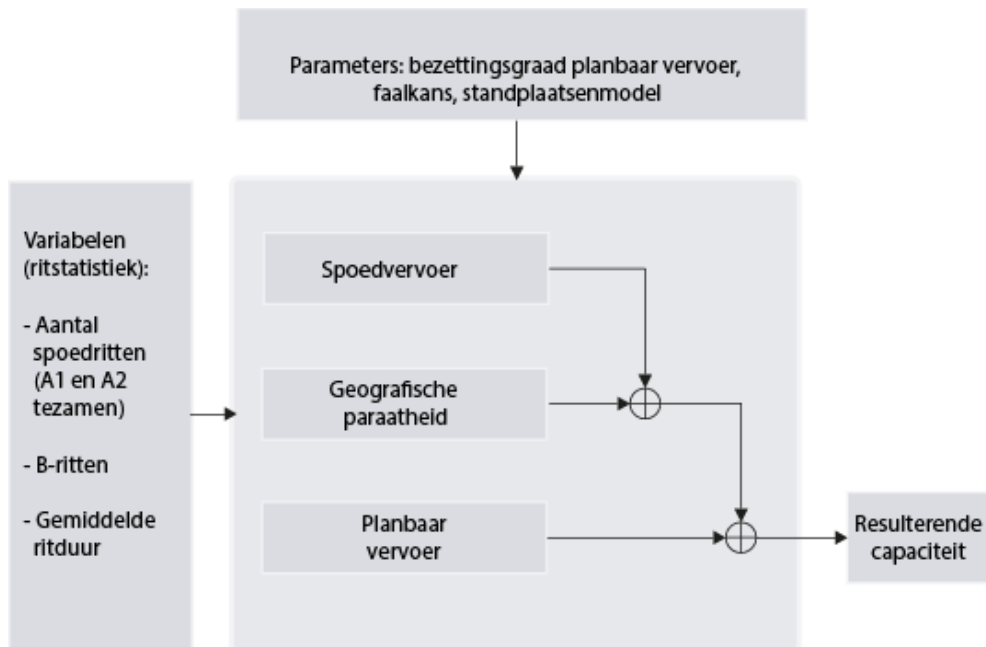 Parameters: bezettingsgraad planbaar vervoer,
faalkans, standplaatsenmodel
Variabelen
(ritstatistiek):
- Aantal
spoedritten
(A1 en A2
tezamen)
- B-ritten
- Gemiddelde
ritduur
Spoedvervoer
Geografische
paraatheid
Planbaar
vervoer
Resulterende
capaciteit